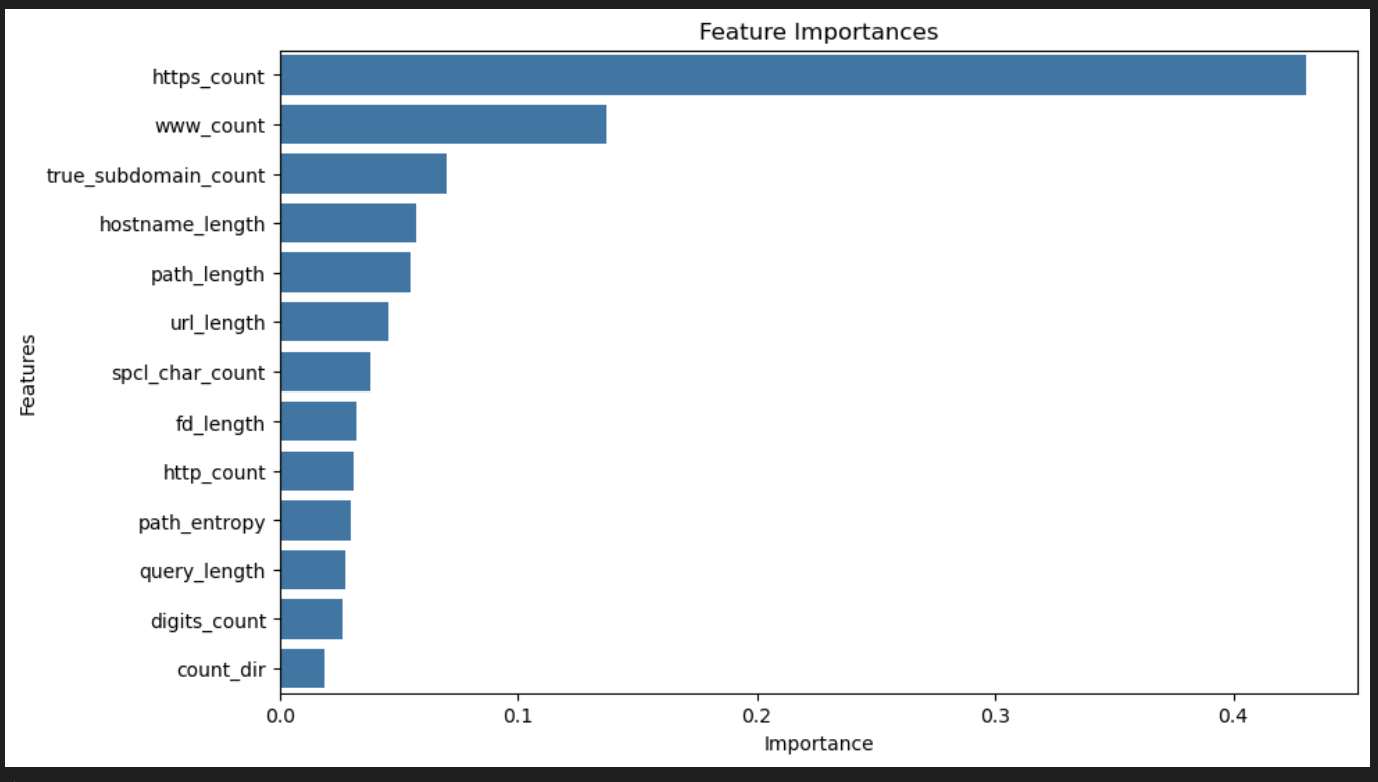 Feature Importances
https_count
www_count
true_subdomain_count
hostname_length
path_length
url_length
spcl_char_count
fd_length
http_count
path_entropy
query_length
digits_count
count_dir
Features
0.0 0.1 0.2 0.3 0.4
Importance